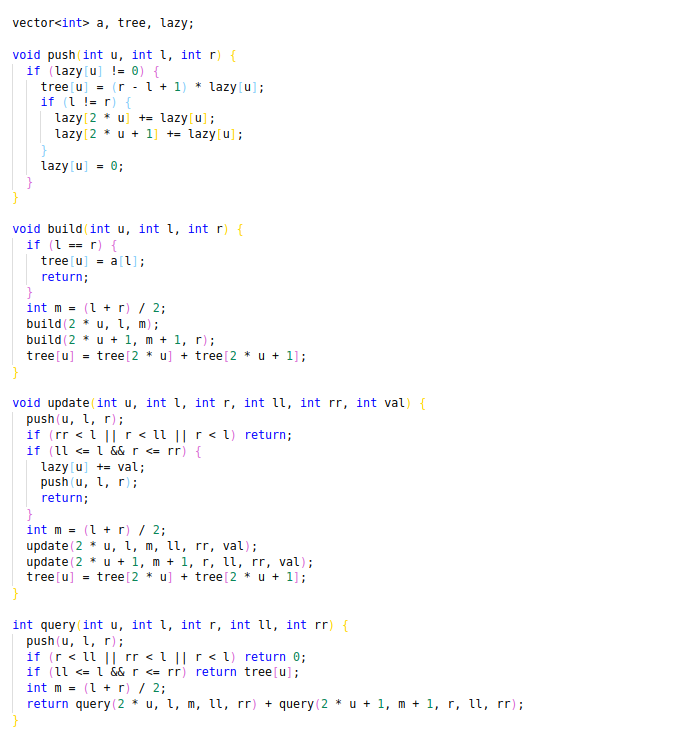 vector<int> a, tree, lazy;

void push(int u, int l, int r) {
  if (lazy[u] != 0) {
    tree[u] = (r - l + 1) * lazy[u];
    if (l != r) {
      lazy[2 * u] += lazy[u];
      lazy[2 * u + 1] += lazy[u];
    }
    lazy[u] = 0;
  }
}

void build(int u, int l, int r) {
  if (l == r) {
    tree[u] = a[l];
    return;
  }
  int m = (l + r) / 2;
  build(2 * u, l, m);
  build(2 * u + 1, m + 1, r);
  tree[u] = tree[2 * u] + tree[2 * u + 1];
}

void update(int u, int l, int r, int ll, int rr, int val) {
  push(u, l, r);
  if (rr < l || r < ll || r < l) return;
  if (ll <= l && r <= rr) {
    lazy[u] += val;
    push(u, l, r);
    return;
  }
  int m = (l + r) / 2;
  update(2 * u, l, m, ll, rr, val);
  update(2 * u + 1, m + 1, r, ll, rr, val);
  tree[u] = tree[2 * u] + tree[2 * u + 1];
}

int query(int u, int l, int r, int ll, int rr) {
  push(u, l, r);
  if (r < ll || rr < l || r < l) return 0;
  if (ll <= l && r <= rr) return tree[u];
  int m = (l + r) / 2;
  return query(2 * u, l, m, ll, rr) + query(2 * u + 1, m + 1, r, ll, rr);
}